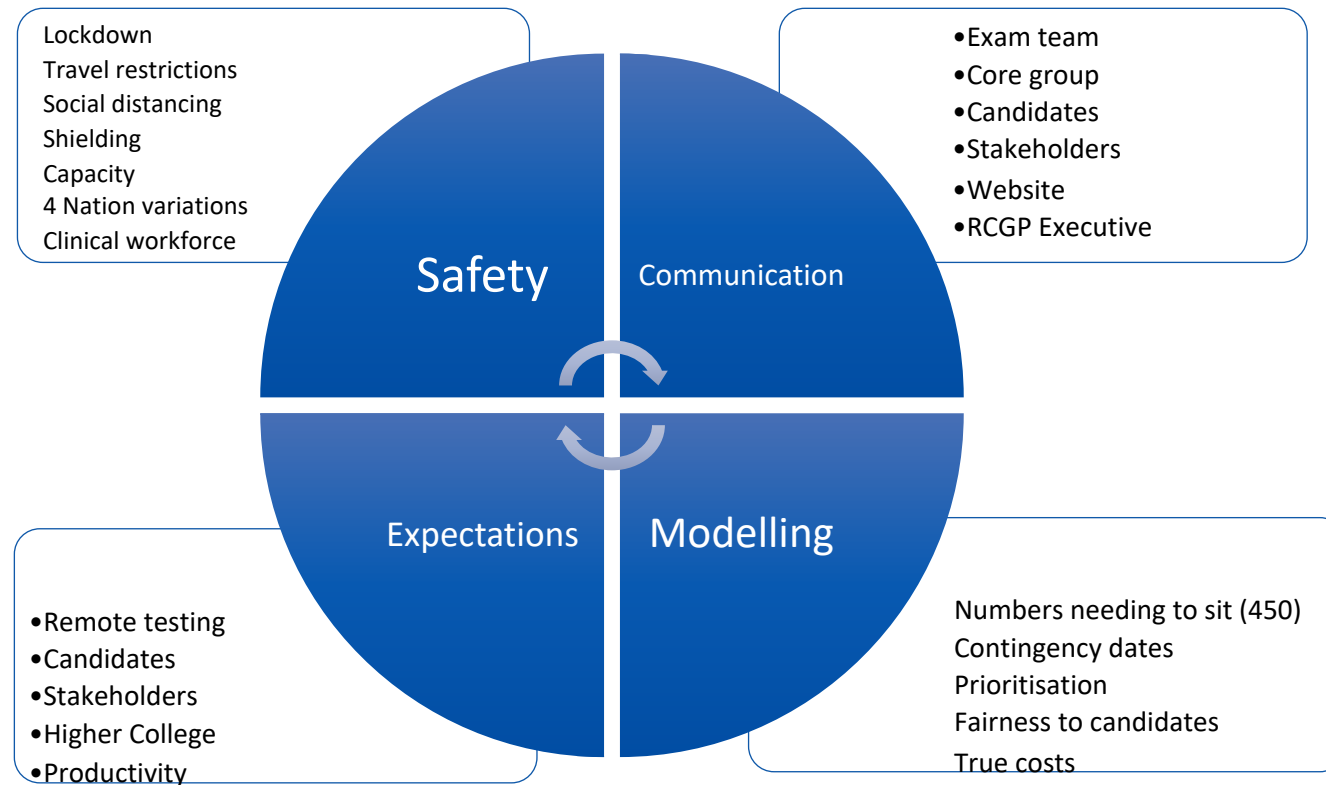 Lockdown
Travel restrictions
Social distancing
Shielding
Capacity
4 Nation variations
Clinical workforce
•Exam team
•Core group
•Candidates
•Stakeholders
•Website
•RCGP Executive
Safety
Communication
Expectations
Modelling
•Remote testing
•Candidates
•Stakeholders
•Higher College
•Productivity
Numbers needing to sit (450)
Contingency dates
Prioritisation
Fairness to candidates
True costs